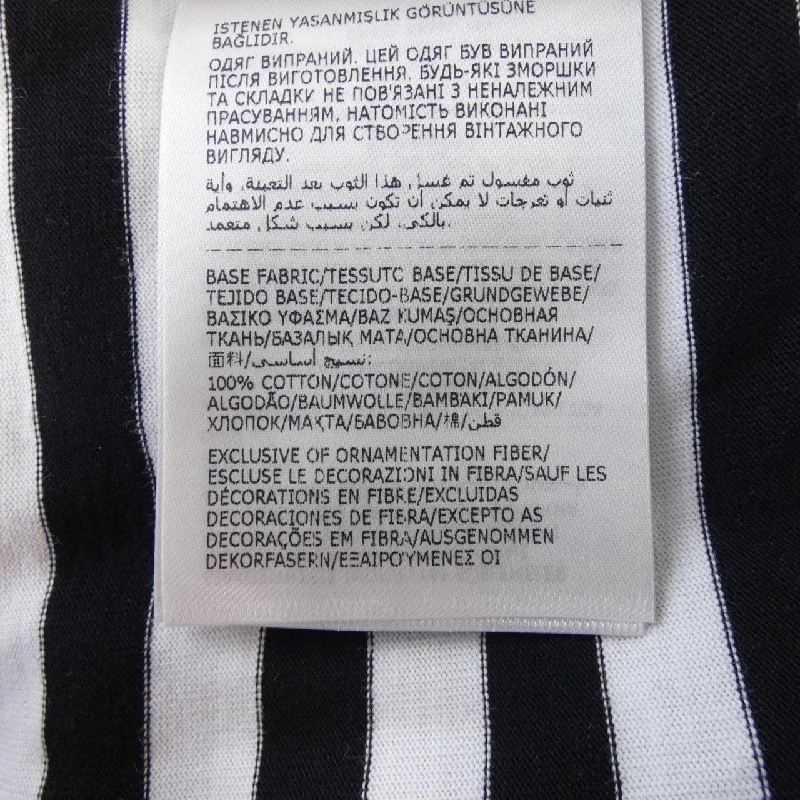 ISTENEN YAŞANMIŞLIK GÖRÜNTÜSÜNE
BAĞLIDIR.
ОДЯГ ВИПРАНИЙ. ЦЕЙ ОДЯГ БУВ ВИПРАНИЙ
ПІСЛЯ ВИГОТОВЛЕННЯ. БУДЬ-ЯКІ ЗМОРШКИ
ТА СКЛАДКИ НЕ ПОВ'ЯЗАНІ З НЕНАЛЕЖНИМ
ПРАСУВАННЯМ, НАТОМІСТЬ ВИКОНАНІ
НАВМИСНО ДЛЯ СТВОРЕННЯ ВІНТАЖНОГО
ВИГЛЯДУ.
ثوب مغسول تم غسل هذا الثوب بعد التعبئة. وأية
ثنيات أو تعرجات لا يمكن أن تكون بسبب عدم الاهتمام
بالكي، لكن بسبب شكل متعمد.
BASE FABRIC/TESSUTO BASE/TISSU DE BASE/
TEJIDO BASE/TECIDO-BASE/GRUNDGEWEBE/
ΒΑΣΙΚΟ ΥΦΑΣΜΑ/BAZ KUMAŞ/ОСНОВНАЯ
ТКАНЬ/БАЗАЛЫҚ МАТА/ОСНОВНА ТКАНИНА/
面料/نسيج أساسي:
100% COTTON/COTONE/COTON/ALGODÓN/
ALGODÃO/BAUMWOLLE/ΒΑΜΒΑΚΙ/PAMUK/
ХЛОПОК/МАҚТА/БАВОВНА/棉/قطن
EXCLUSIVE OF ORNAMENTATION FIBER/
ESCLUSE LE DECORAZIONI IN FIBRA/SAUF LES
DÉCORATIONS EN FIBRE/EXCLUIDAS
DECORACIONES DE FIBRA/EXCEPTO AS
DECORAÇÕES EM FIBRA/AUSGENOMMEN
DEKORFASERN/ΕΞΑΙΡΟΥΜΕΝΕΣ ΟΙ